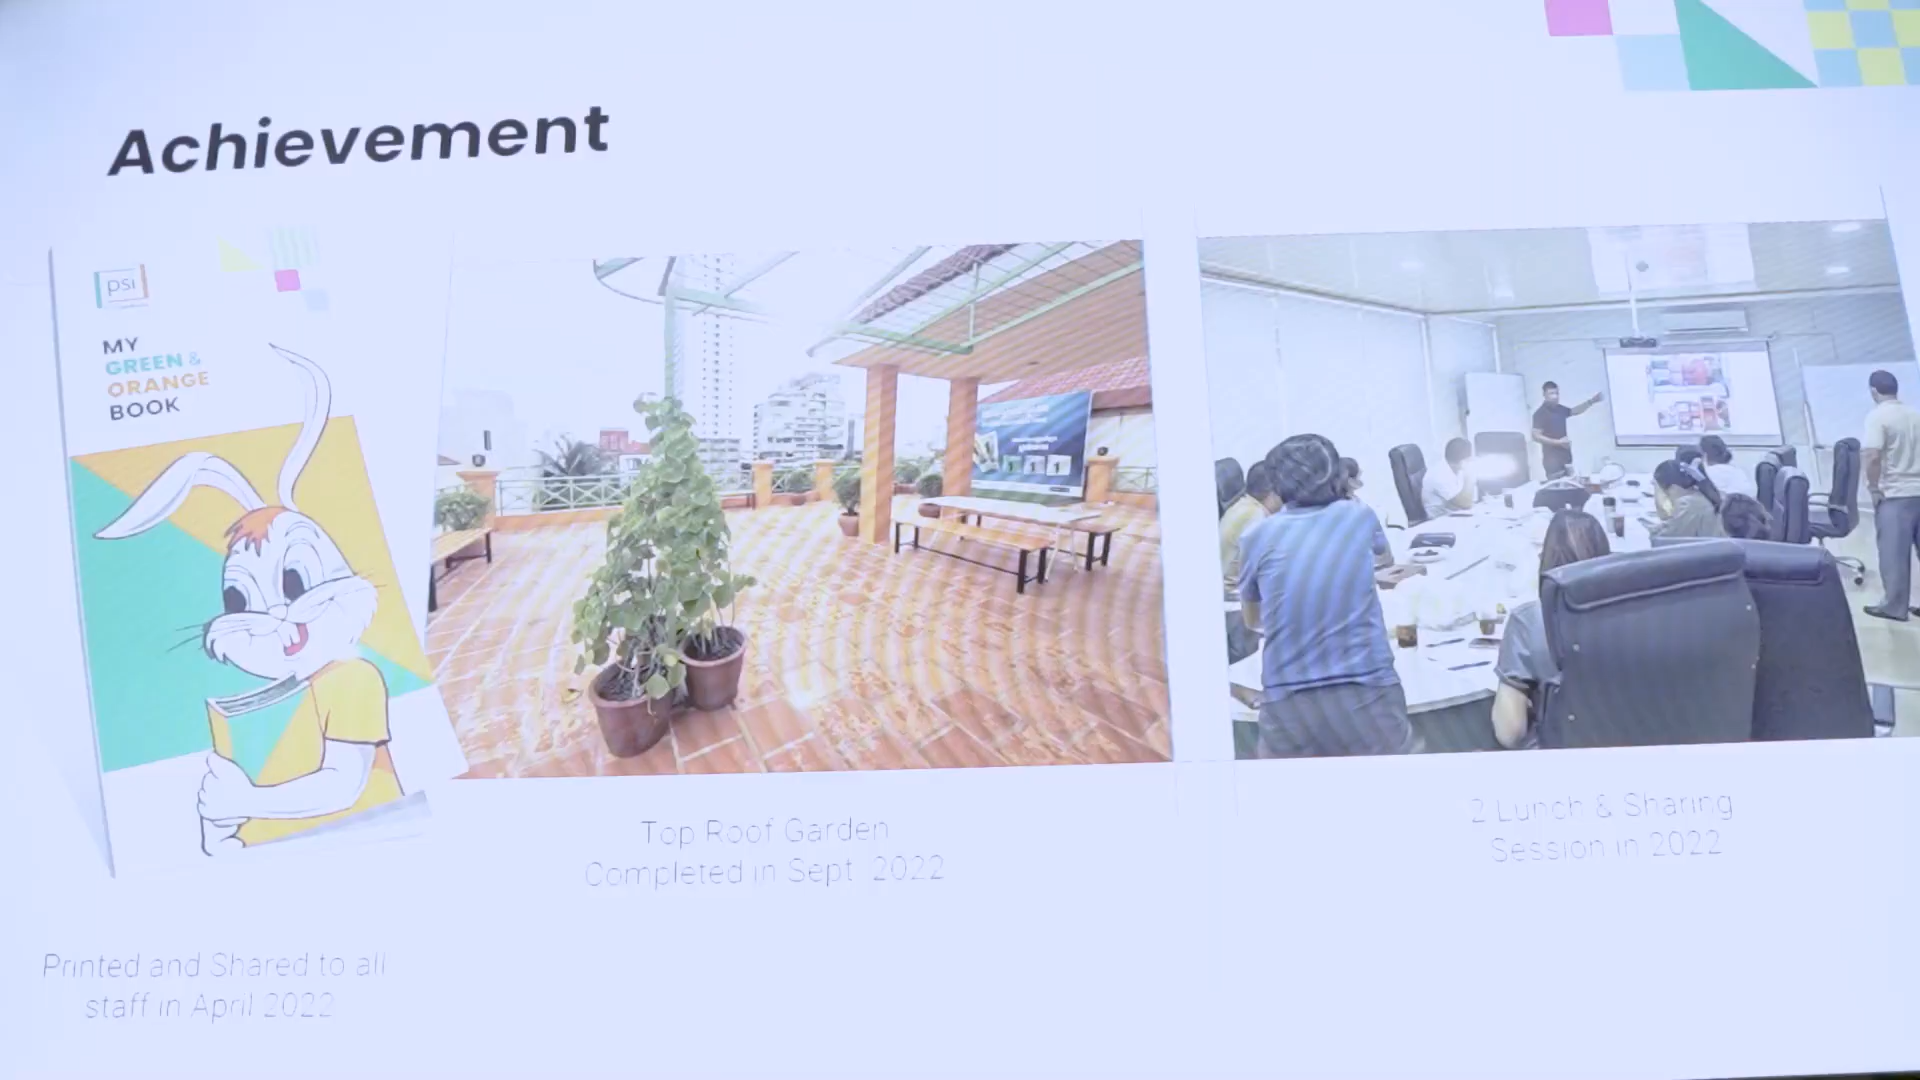 Achievement
psi
MY
GREEN &
ORANGE
BOOK
Top Roof Garden
Completed in Sept 2022
2 Lunch & Sharing
Session in 2022
Printed and Shared to all
staff in April 2022